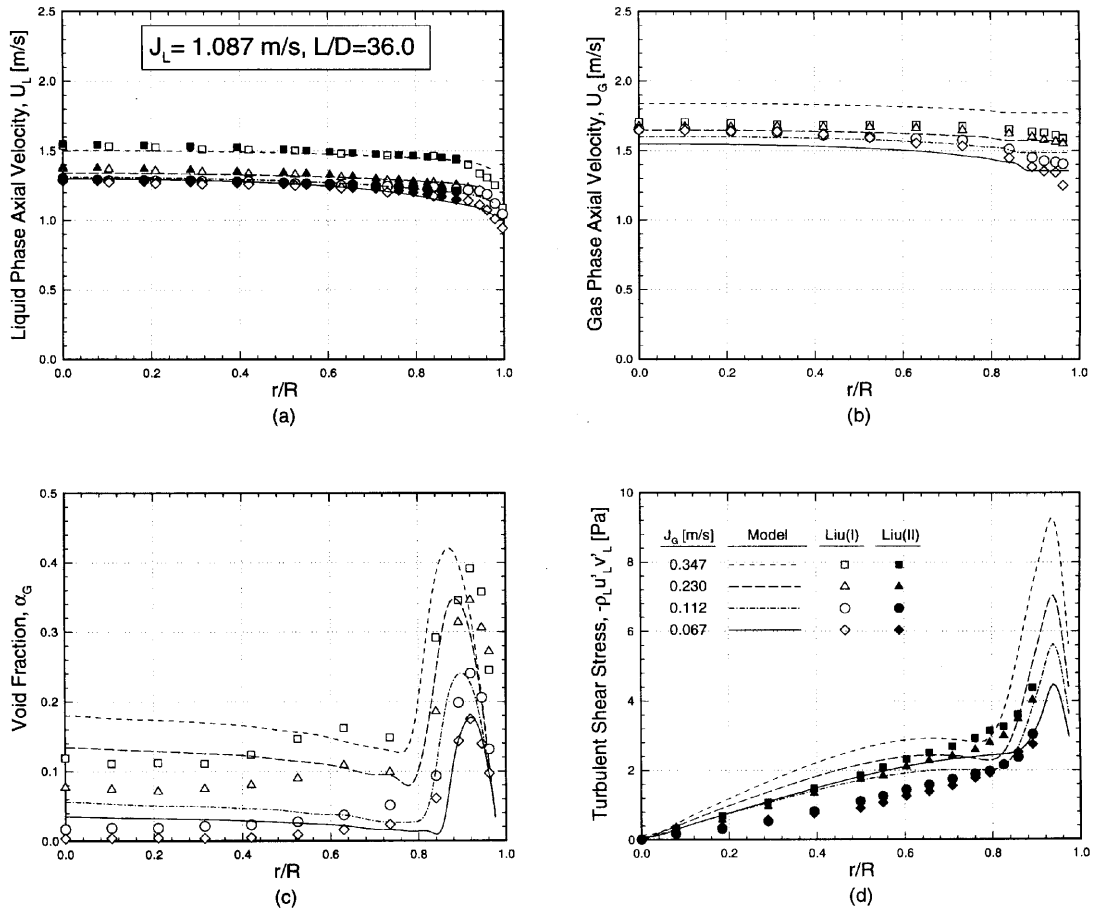 J_L= 1.087 m/s, L/D=36.0
Liquid Phase Axial Velocity, U_L [m/s]
2.5
2.0
1.5
1.0
0.5
0.0
0.0 0.2 0.4 0.6 0.8 1.0
r/R
(a)
Gas Phase Axial Velocity, U_G [m/s]
2.5
2.0
1.5
1.0
0.5
0.0
0.0 0.2 0.4 0.6 0.8 1.0
r/R
(b)
Void Fraction, α_G
0.5
0.4
0.3
0.2
0.1
0.0
0.0 0.2 0.4 0.6 0.8 1.0
r/R
(c)
Turbulent Shear Stress, -ρ_L u'_L v'_L [Pa]
10
8
6
4
2
0
J_G [m/s] Model Liu(I) Liu(II)
0.347
0.230
0.112
0.067
0.0 0.2 0.4 0.6 0.8 1.0
r/R
(d)